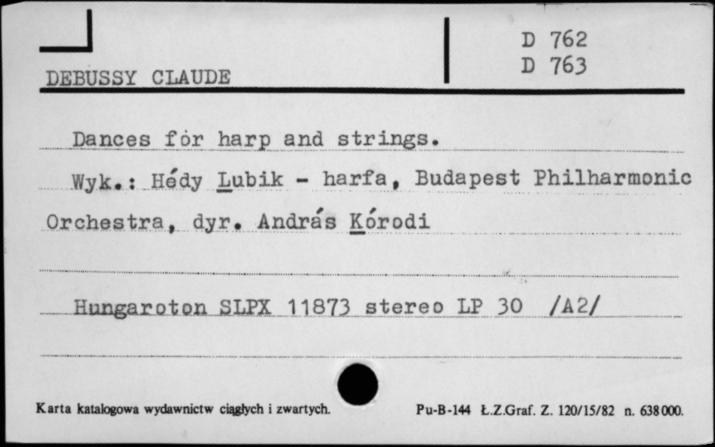 D 762
D 763
DEBUSSY CLAUDE
Dances fór harp and strings.
Wyk.: Hédy Lubik - harfa, Budapest Philharmonic
Orchestra, dyr. András Kórodi
Hungaroton SLPX 11873 stereo LP 30 /A2/
Karta katalogowa wydawnictw ciągłych i zwartych.
Pu-B-144 Ł.Z.Graf. Z. 120/15/82 n. 638000.